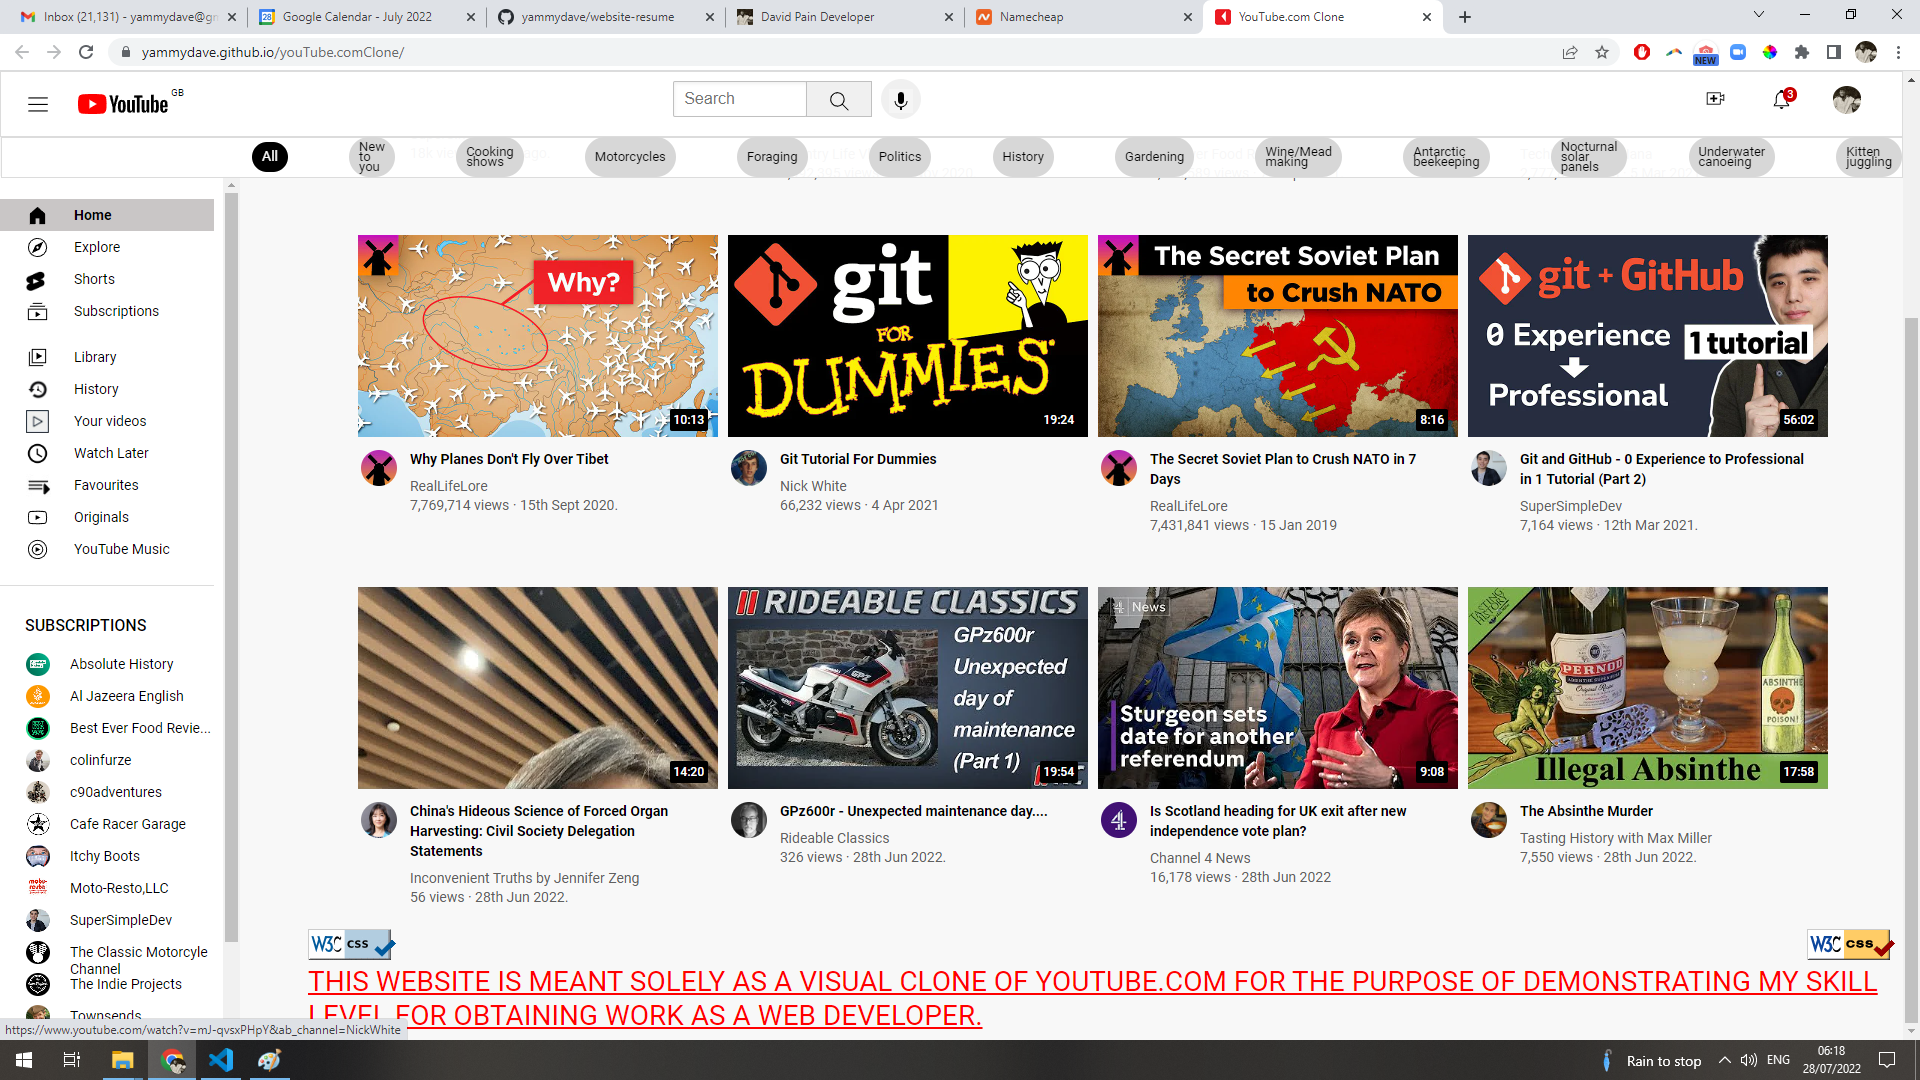 Inbox (21,131) - yammydave@gm
Google Calendar - July 2022
yammydave/website-resume
David Pain Developer
Namecheap
YouTube.com Clone
yammydave.github.io/youTube.comClone/
NEW
YouTube GB
Search
3
All
New to you
Cooking shows
Motorcycles
Foraging
Politics
History
Gardening
Wine/Mead making
Antarctic beekeeping
Nocturnal solar panels
Underwater canoeing
Kitten juggling
Home
Explore
Shorts
Subscriptions
Library
History
Your videos
Watch Later
Favourites
Originals
YouTube Music
SUBSCRIPTIONS
Absolute History
Al Jazeera English
Best Ever Food Revie...
colinfurze
c90adventures
Cafe Racer Garage
Itchy Boots
Moto-Resto,LLC
SuperSimpleDev
The Classic Motorcyle
Channel
The Indie Projects
Townsends
Why?
10:13
Why Planes Don't Fly Over Tibet
RealLifeLore
7,769,714 views · 15th Sept 2020.
git
FOR
DUMMIES
19:24
Git Tutorial For Dummies
Nick White
66,232 views · 4 Apr 2021
The Secret Soviet Plan
to Crush NATO
8:16
The Secret Soviet Plan to Crush NATO in 7
Days
RealLifeLore
7,431,841 views · 15 Jan 2019
git + GitHub
0 Experience
1 tutorial
Professional
56:02
Git and GitHub - 0 Experience to Professional
in 1 Tutorial (Part 2)
SuperSimpleDev
7,164 views · 12th Mar 2021.
14:20
China's Hideous Science of Forced Organ
Harvesting: Civil Society Delegation
Statements
Inconvenient Truths by Jennifer Zeng
56 views · 28th Jun 2022.
RIDEABLE CLASSICS
GPz600r
Unexpected
day of
maintenance
(Part 1)
19:54
GPz600r - Unexpected maintenance day....
Rideable Classics
326 views · 28th Jun 2022.
News
Sturgeon sets
date for another
referendum
9:08
Is Scotland heading for UK exit after new
independence vote plan?
Channel 4 News
16,178 views · 28th Jun 2022
TASTING HISTORY
PERNOD
ABSINTHE
POISON!
Illegal Absinthe
17:58
The Absinthe Murder
Tasting History with Max Miller
7,550 views · 28th Jun 2022.
W3C css
W3C css
THIS WEBSITE IS MEANT SOLELY AS A VISUAL CLONE OF YOUTUBE.COM FOR THE PURPOSE OF DEMONSTRATING MY SKILL
LEVEL FOR OBTAINING WORK AS A WEB DEVELOPER.
https://www.youtube.com/watch?v=mJ-qvsxPHpY&ab_channel=NickWhite
Rain to stop
ENG
06:18
28/07/2022